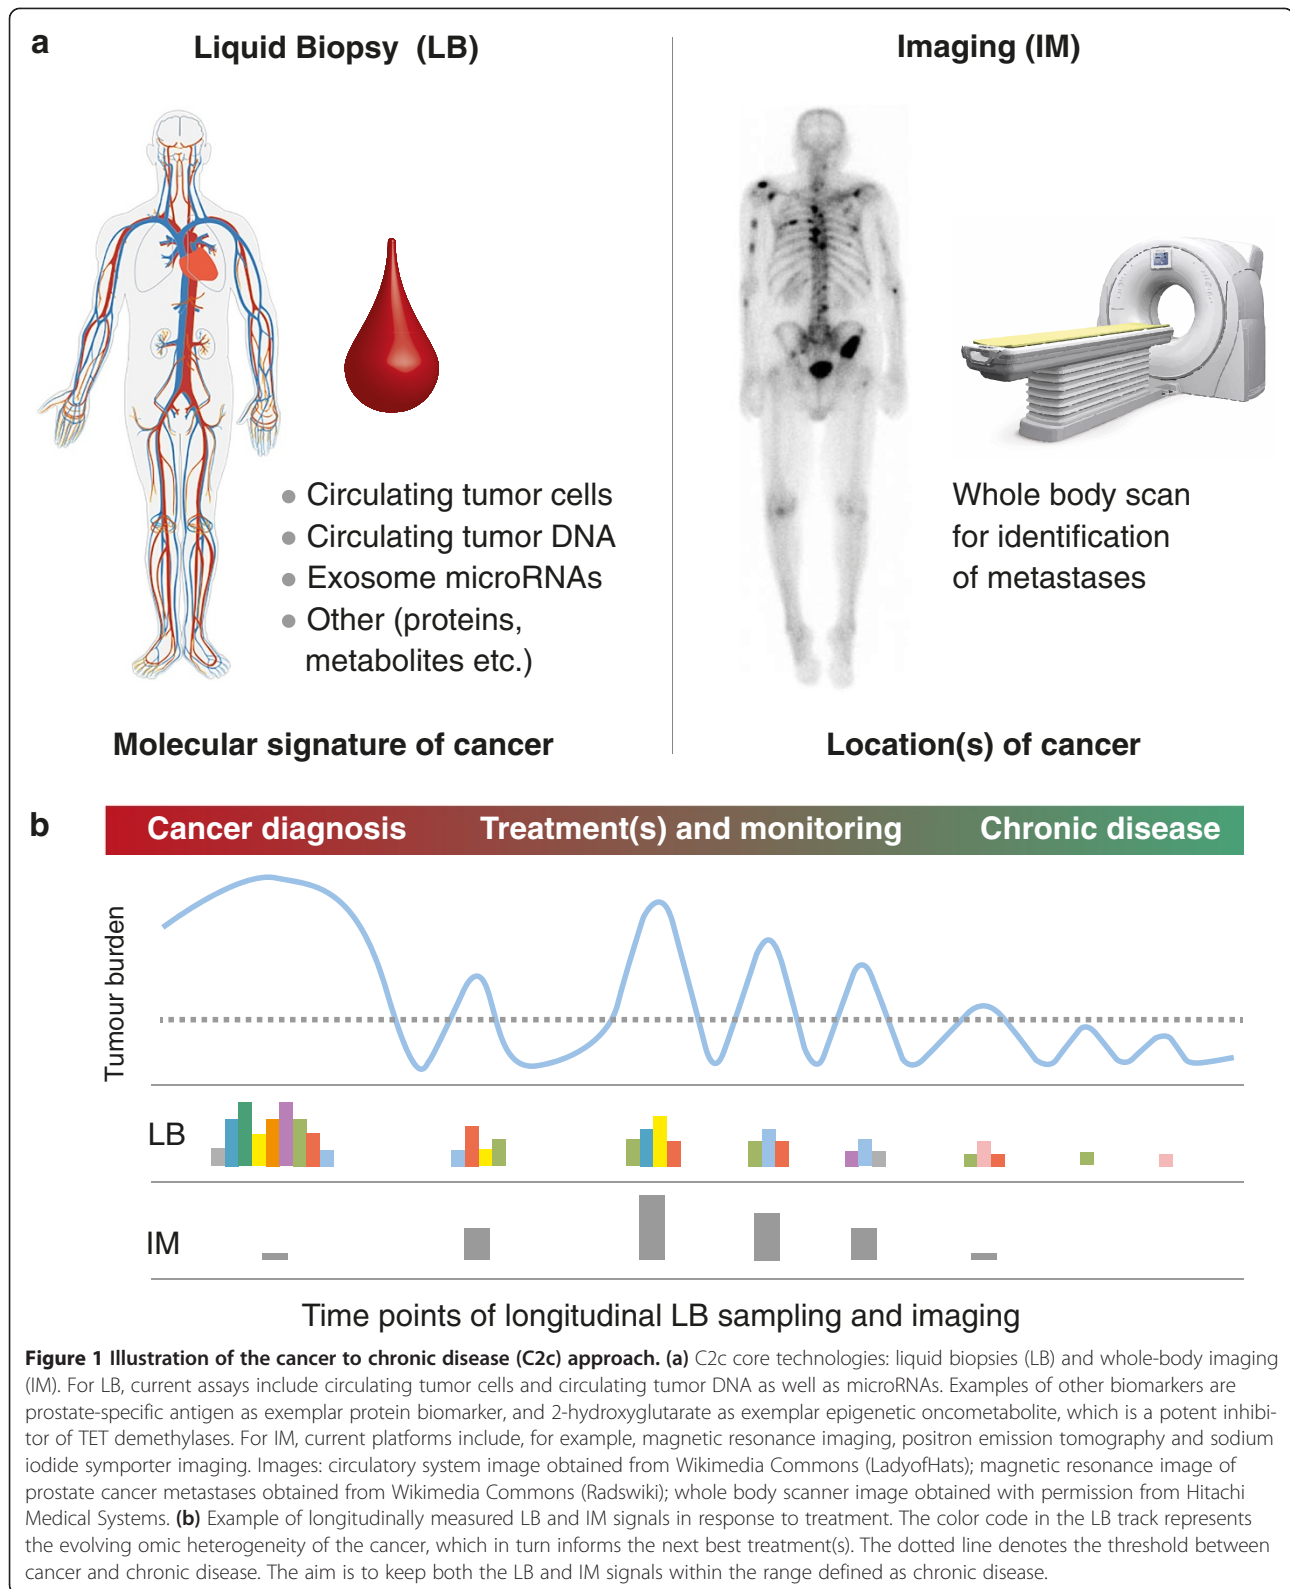 a
Liquid Biopsy (LB)
Imaging (IM)
● Circulating tumor cells
● Circulating tumor DNA
● Exosome microRNAs
● Other (proteins,
metabolites etc.)
Whole body scan
for identification
of metastases
Molecular signature of cancer
Location(s) of cancer
b
Cancer diagnosis
Treatment(s) and monitoring
Chronic disease
Tumour burden
LB
IM
Time points of longitudinal LB sampling and imaging
Figure 1 Illustration of the cancer to chronic disease (C2c) approach. (a) C2c core technologies: liquid biopsies (LB) and whole-body imaging
(IM). For LB, current assays include circulating tumor cells and circulating tumor DNA as well as microRNAs. Examples of other biomarkers are
prostate-specific antigen as exemplar protein biomarker, and 2-hydroxglutarate as exemplar epigenetic oncometabolite, which is a potent inhibi-
tor of TET demethylases. For IM, current platforms include, for example, magnetic resonance imaging, positron emission tomography and sodium
iodide symporter imaging. Images: circulatory system image obtained from Wikimedia Commons (LadyofHats); magnetic resonance image of
prostate cancer metastases obtained from Wikimedia Commons (Radswiki); whole body scanner image obtained with permission from Hitachi
Medical Systems. (b) Example of longitudinally measured LB and IM signals in response to treatment. The color code in the LB track represents
the evolving omic heterogeneity of the cancer, which in turn informs the next best treatment(s). The dotted line denotes the threshold between
cancer and chronic disease. The aim is to keep both the LB and IM signals within the range defined as chronic disease.